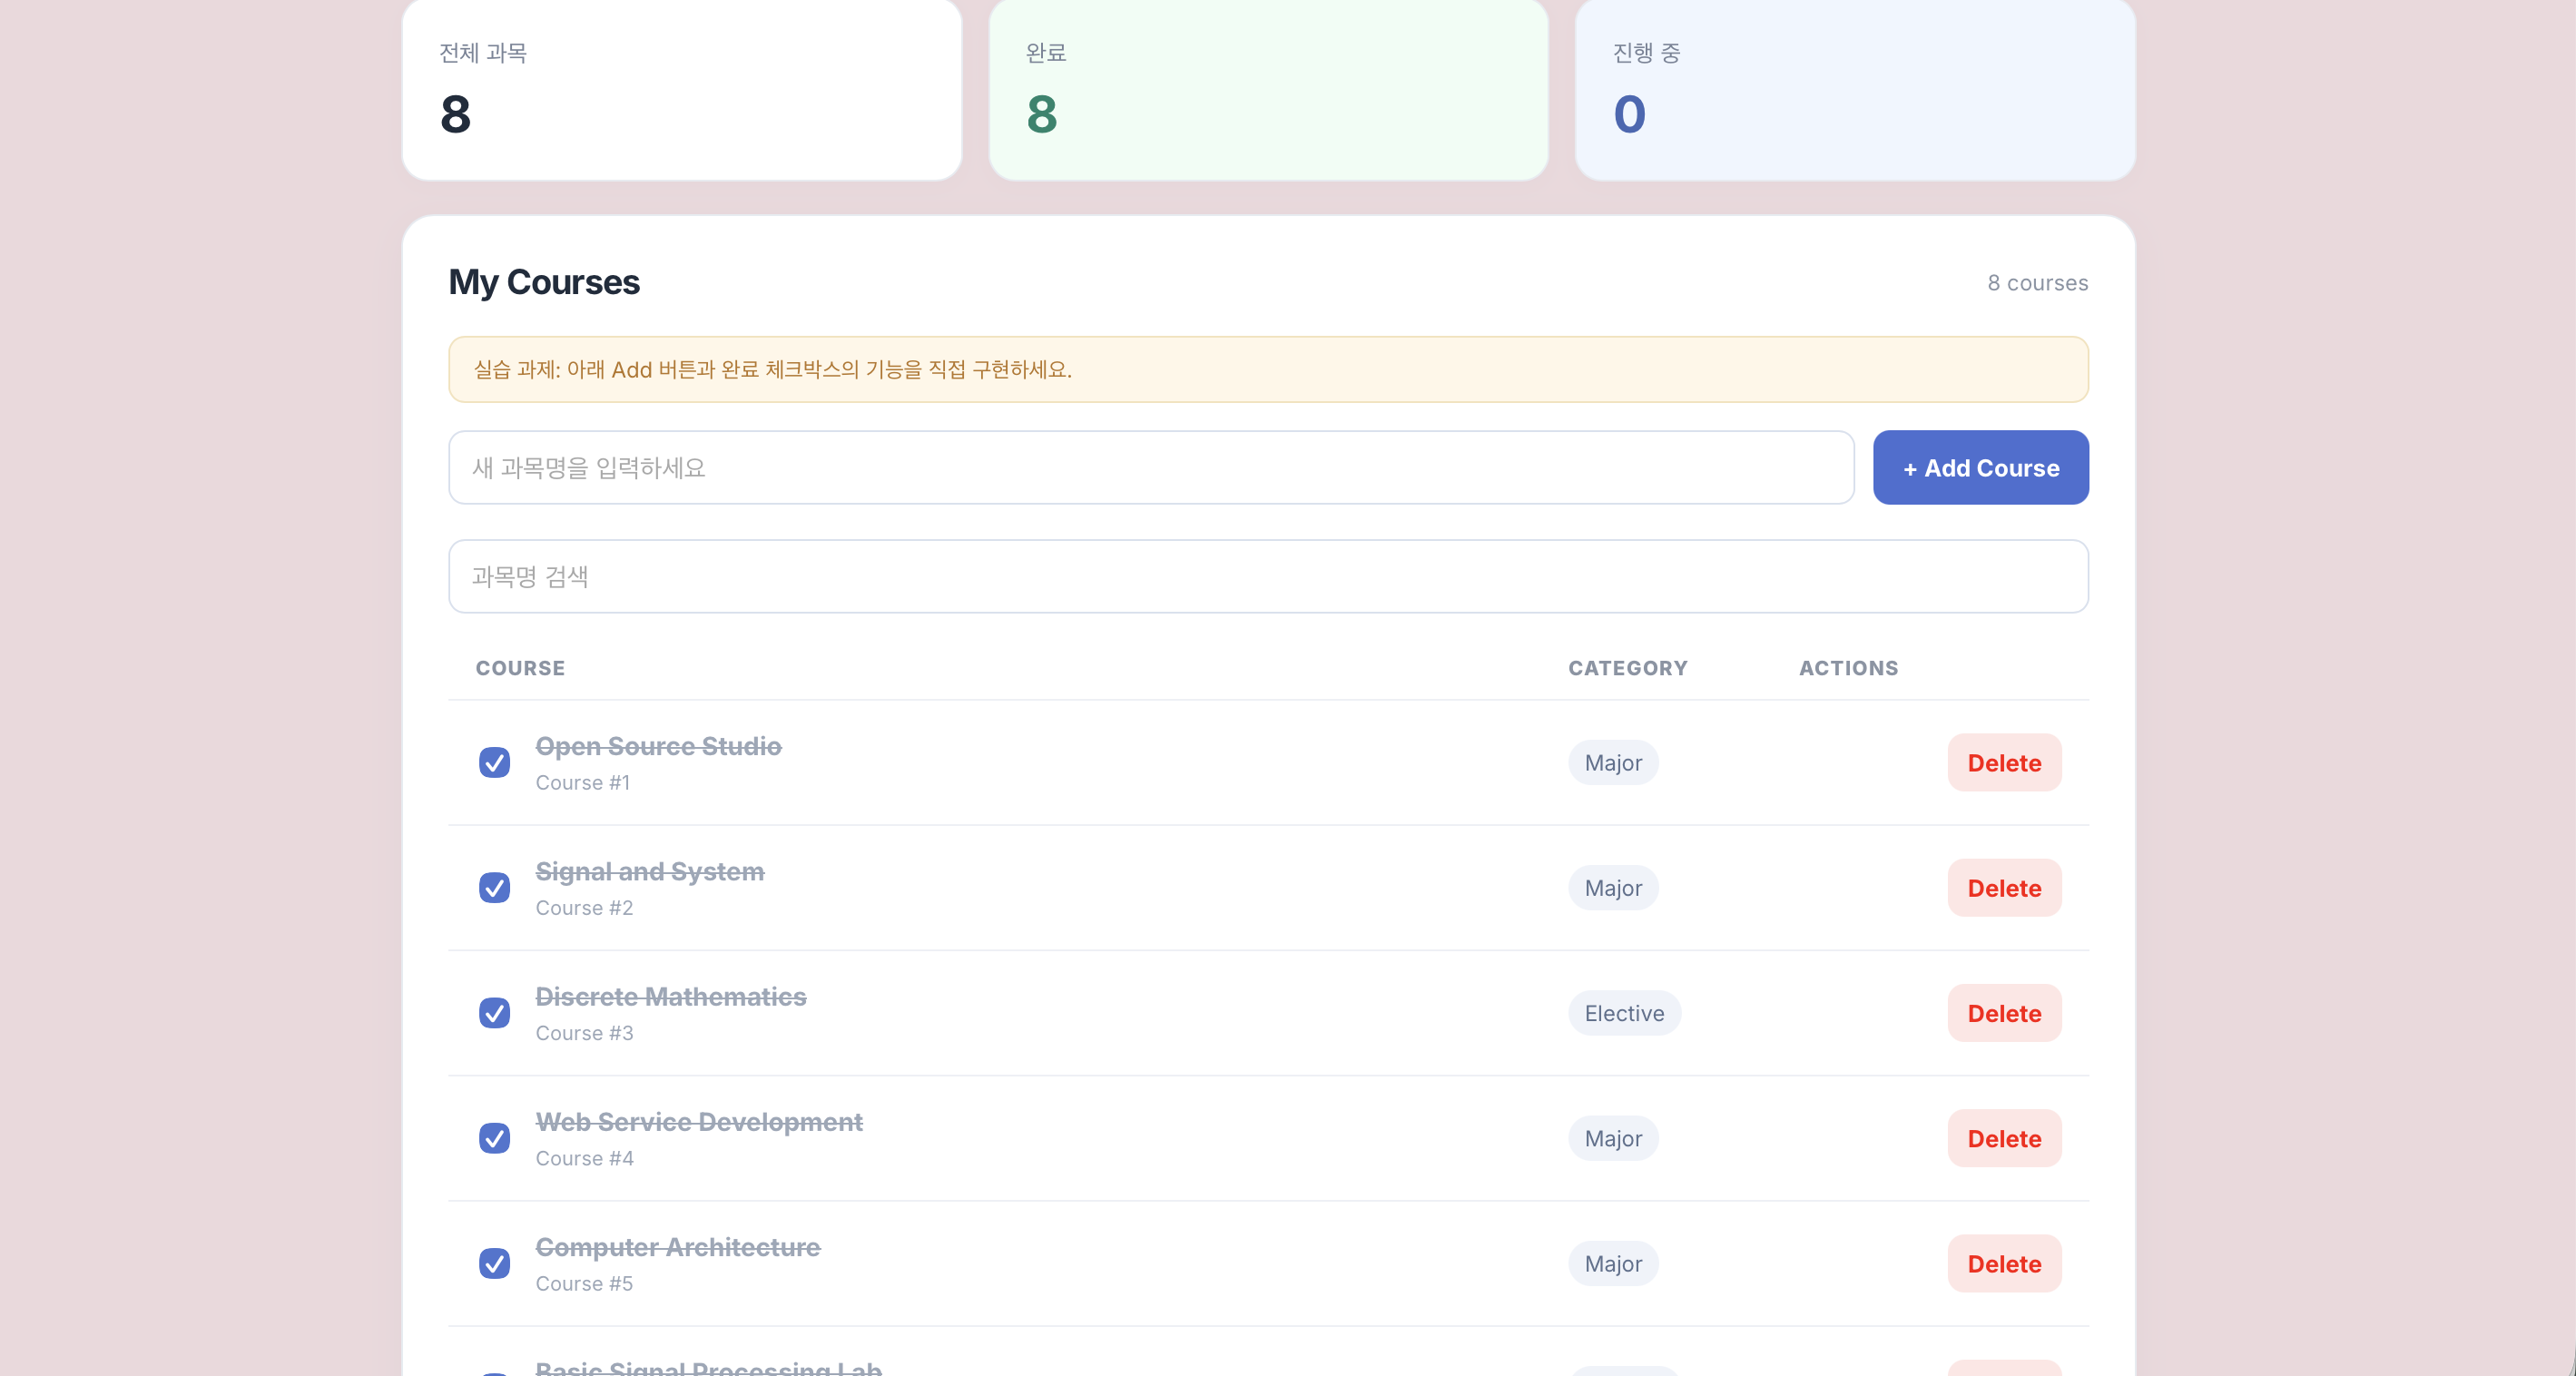 전체 과목
8
완료
8
진행 중
0
My Courses
8 courses
실습 과제: 아래 Add 버튼과 완료 체크박스의 기능을 직접 구현하세요.
새 과목명을 입력하세요
+ Add Course
과목명 검색
COURSE CATEGORY ACTIONS
Open Source Studio
Course #1
Major
Delete
Signal and System
Course #2
Major
Delete
Discrete Mathematics
Course #3
Elective
Delete
Web Service Development
Course #4
Major
Delete
Computer Architecture
Course #5
Major
Delete
Basic Signal Processing Lab